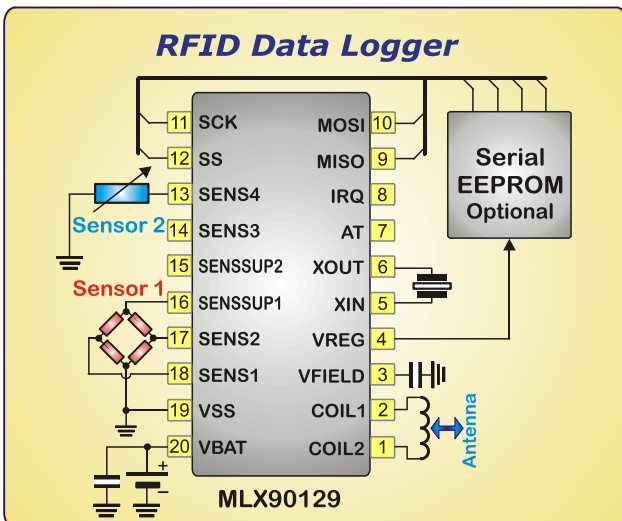 RFID Data Logger
11 SCK
MOSI 10
12 SS
MISO 9
Serial
EEPROM
Optional
13 SENS4
IRQ 8
Sensor 2
14 SENS3
AT 7
15 SENSSUP2
XOUT 6
Sensor 1
16 SENSSUP1
XIN 5
17 SENS2
VREG 4
18 SENS1
VFIELD 3
19 VSS
COIL1 2
Antenna
20 VBAT
COIL2 1
+
−
MLX90129